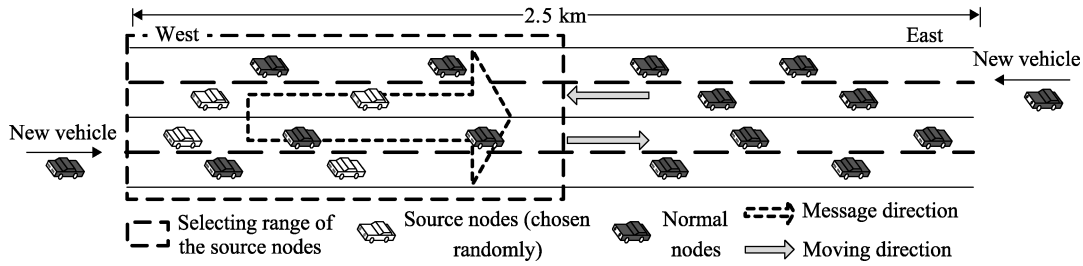 2.5 km
West
East
New vehicle
New vehicle
Selecting range of
the source nodes
Source nodes (chosen
randomly)
Normal
nodes
Message direction
Moving direction